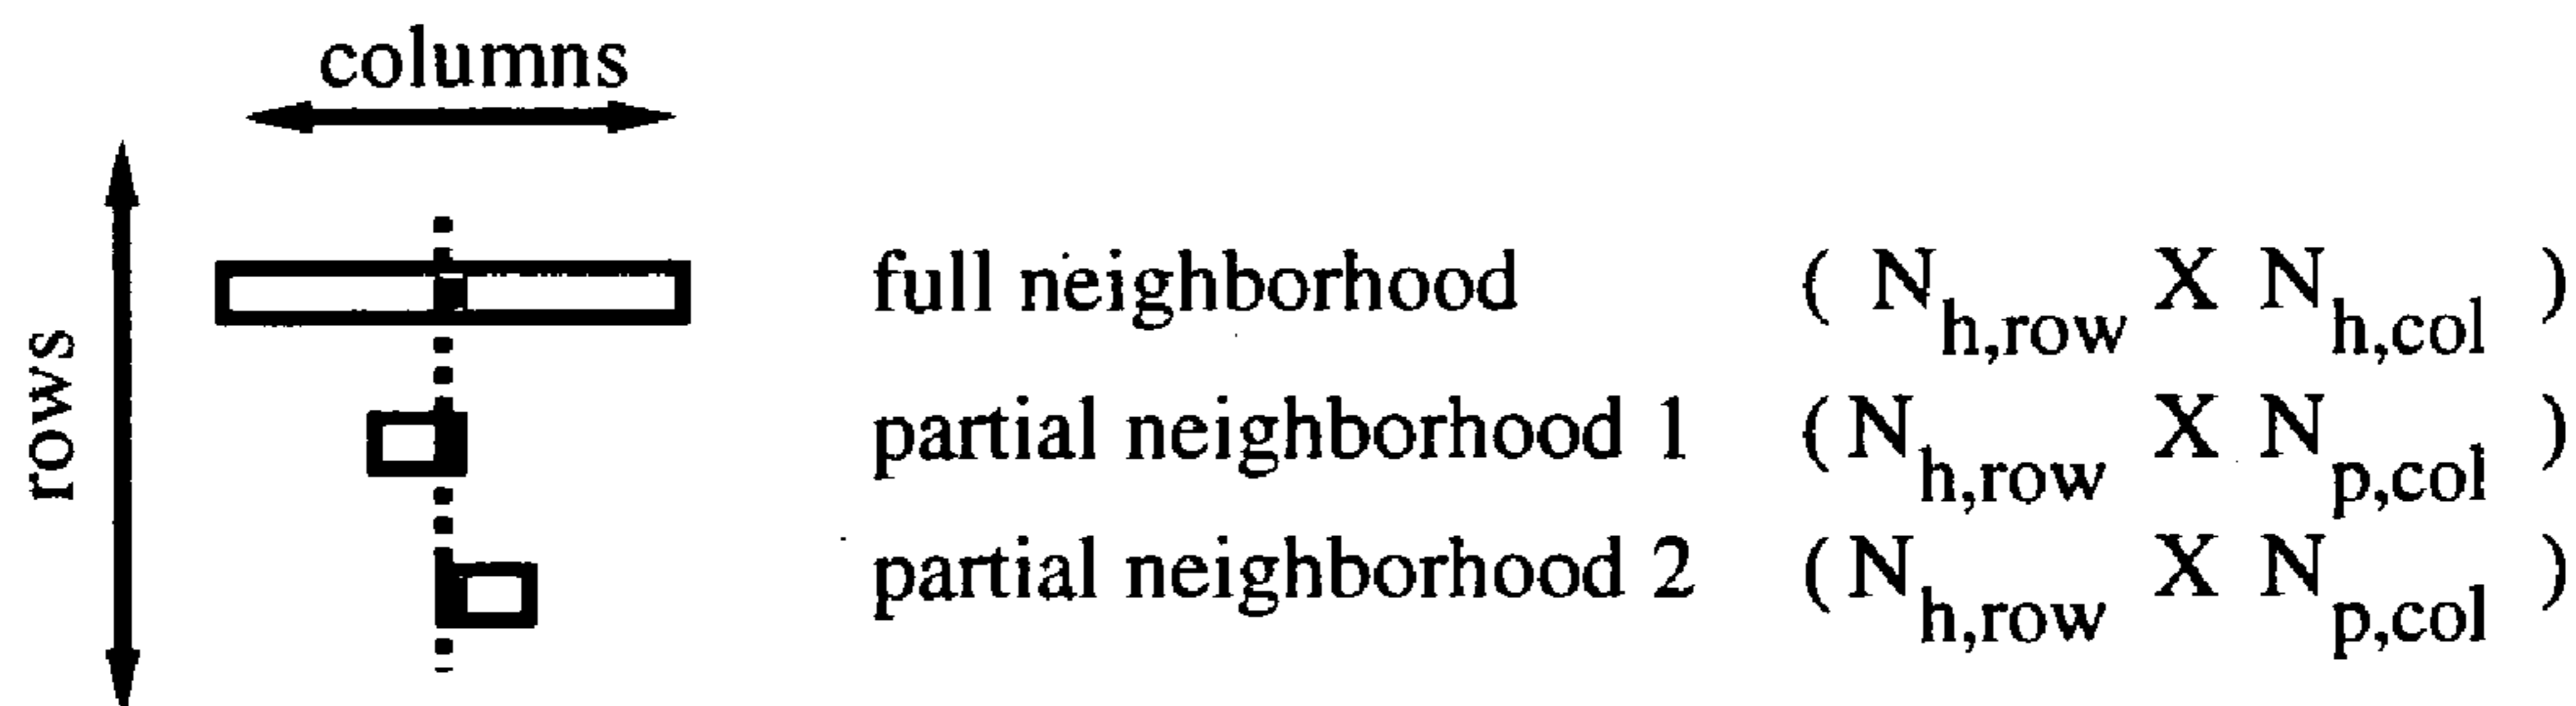 columns
rows
full neighborhood ( N h,row X N h,col )
partial neighborhood 1 ( N h,row X N p,col )
partial neighborhood 2 ( N h,row X N p,col )